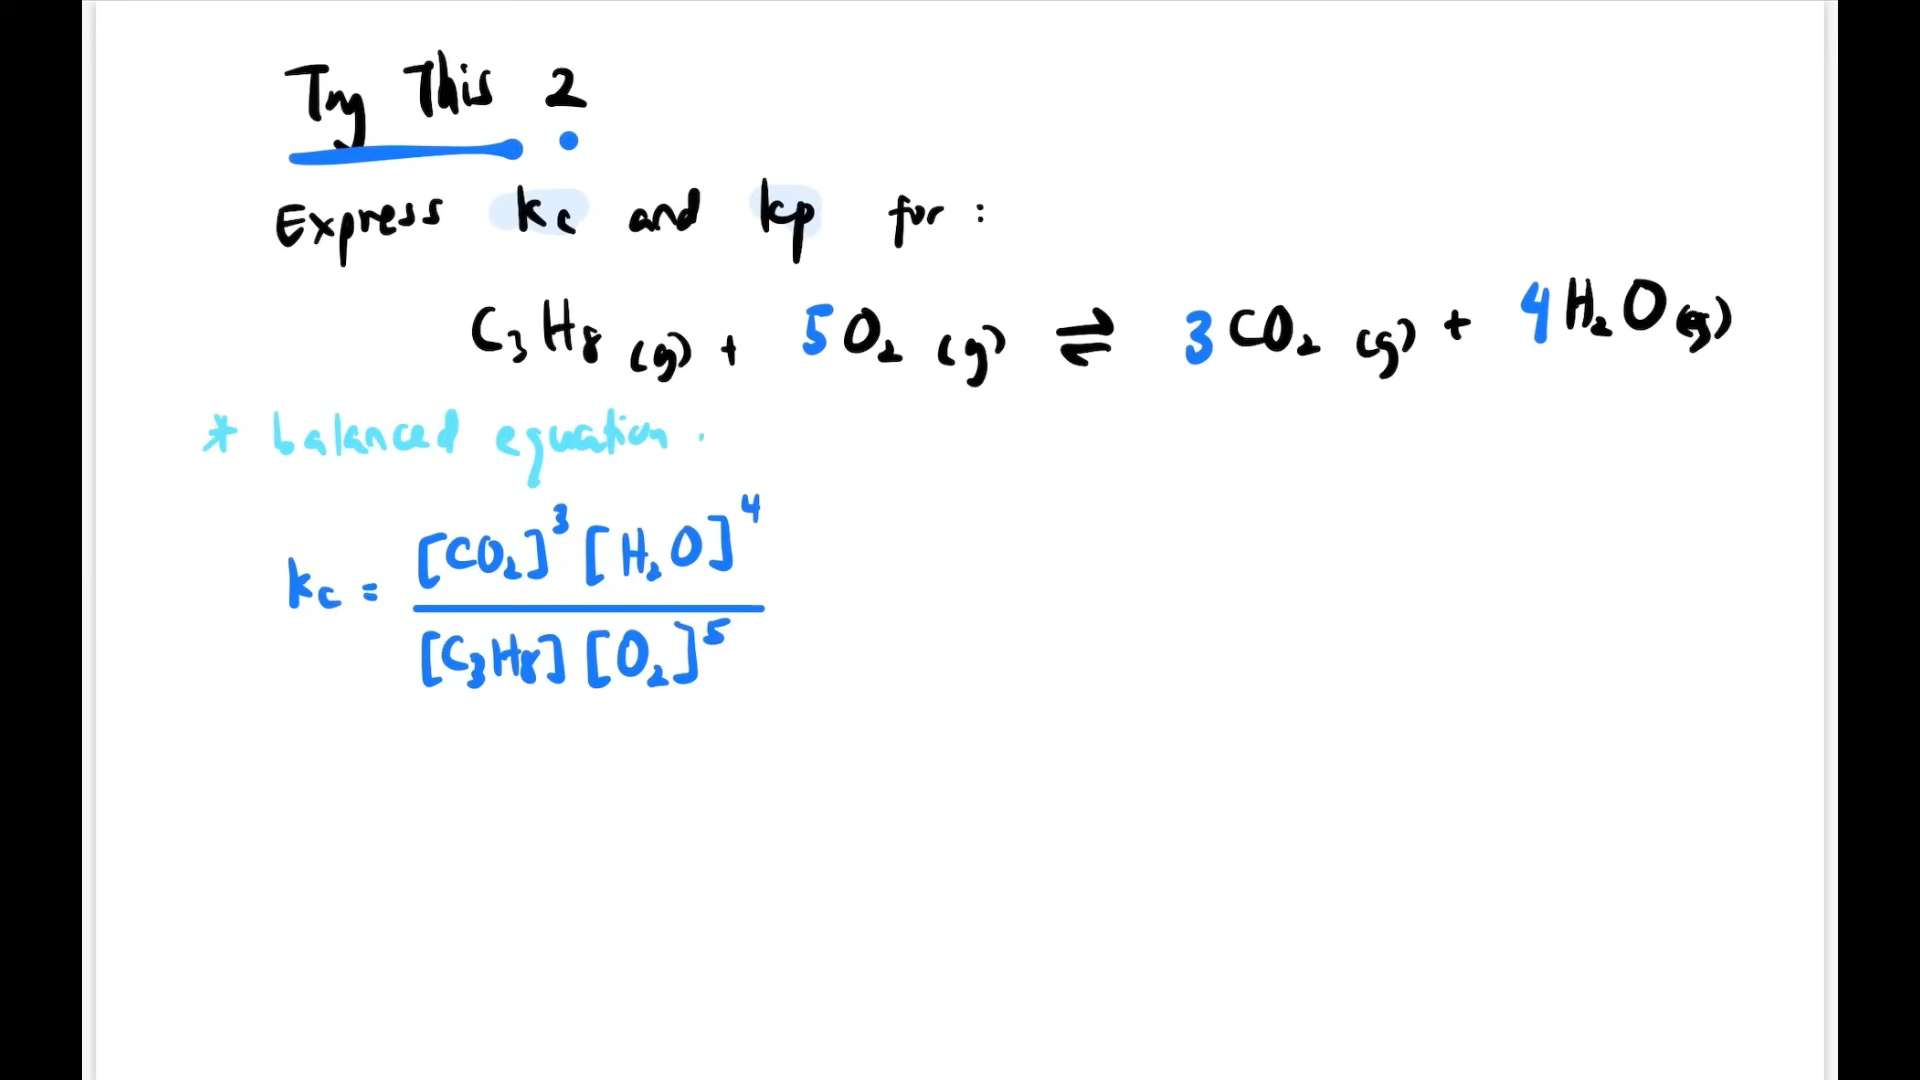 Try This 2
Express kc and kp for :
C₃H₈ (g) + 5O₂ (g) ⇌ 3CO₂ (g) + 4H₂O(g)
* balanced equation.
kc = [CO₂]³ [H₂O]⁴
[C₃H₈] [O₂]⁵